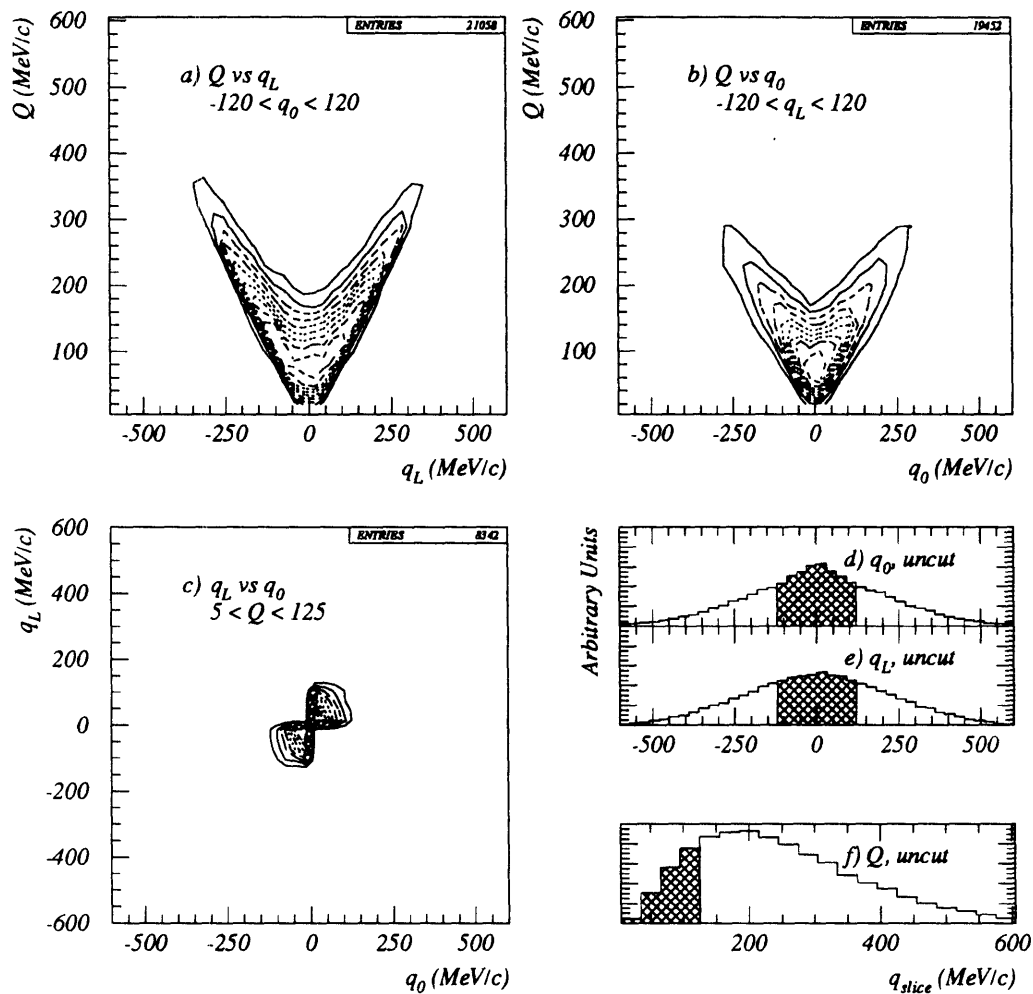 ENTRIES 21058
600
500
400
300
200
100
Q (MeV/c)
a) Q vs q_L
-120 < q_0 < 120
-500 -250 0 250 500
q_L (MeV/c)
ENTRIES 19452
600
500
400
300
200
100
Q (MeV/c)
b) Q vs q_0
-120 < q_L < 120
-500 -250 0 250 500
q_0 (MeV/c)
ENTRIES 8342
600
400
200
0
-200
-400
-600
q_L (MeV/c)
c) q_L vs q_0
5 < Q < 125
-500 -250 0 250 500
q_0 (MeV/c)
Arbitrary Units
d) q_0, uncut
e) q_L, uncut
-500 -250 0 250 500
f) Q, uncut
200 400 600
q_slice (MeV/c)